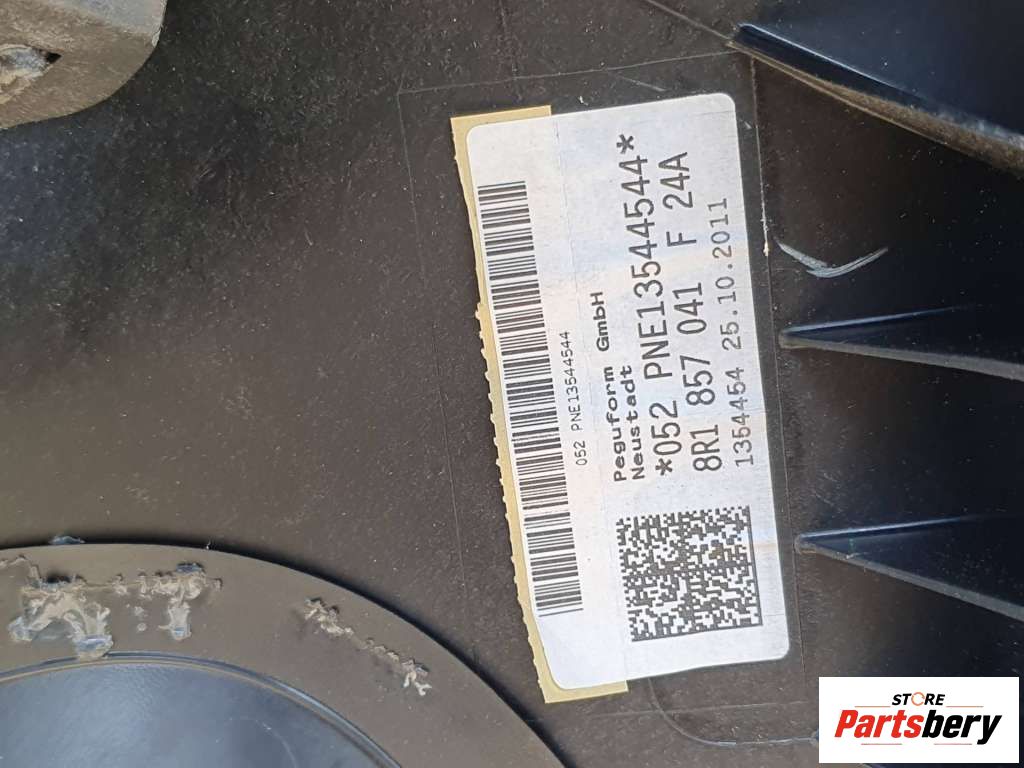 052 PNE13544544
Peguform GmbH
Neustadt
*052 PNE13544544*
8R1 857 041 F 24A
1354454 25.10.2011
STORE
Partsbery